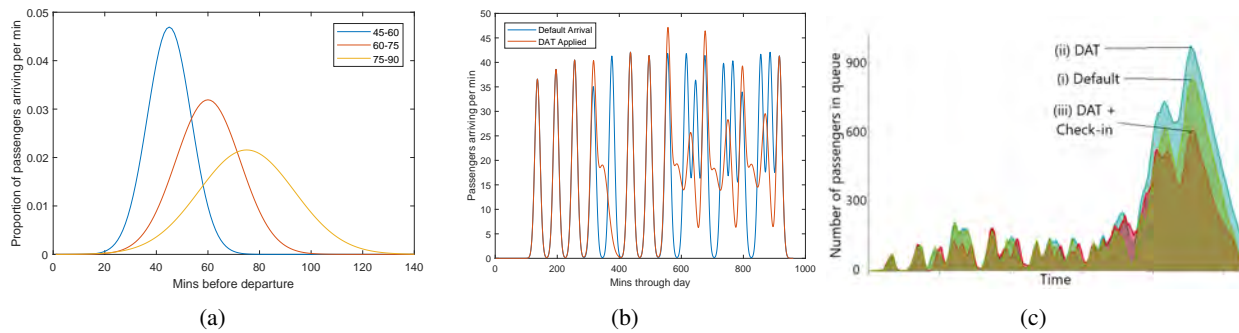 Proportion of passengers arriving per min
0.05
0.04
0.03
0.02
0.01
0
0 20 40 60 80 100 120 140
Mins before departure
45-60
60-75
75-90
(a)
Passengers arriving per min
50
45
40
35
30
25
20
15
10
5
0
0 200 400 600 800 1000
Mins through day
Default Arrival
DAT Applied
(b)
Number of passengers in queue
900
600
300
0
Time
(ii) DAT
(i) Default
(iii) DAT +
Check-in
(c)